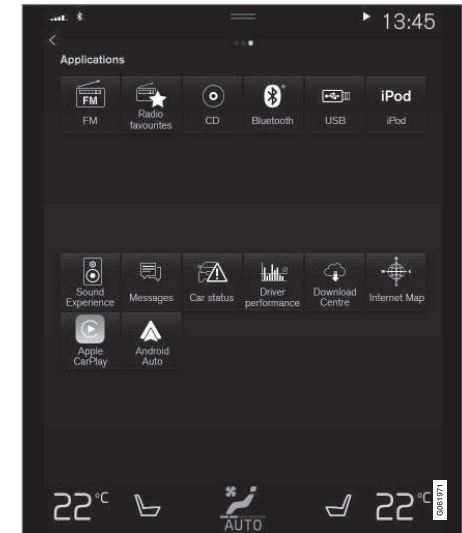 13:45
Applications
FM
iPod
FM
Radio
favourites
CD
Bluetooth
USB
iPod
Sound
Experience
Messages
Car status
Driver
performance
Download
Centre
Internet Map
Apple
CarPlay
Android
Auto
22°C
22°C
AUTO
G061971